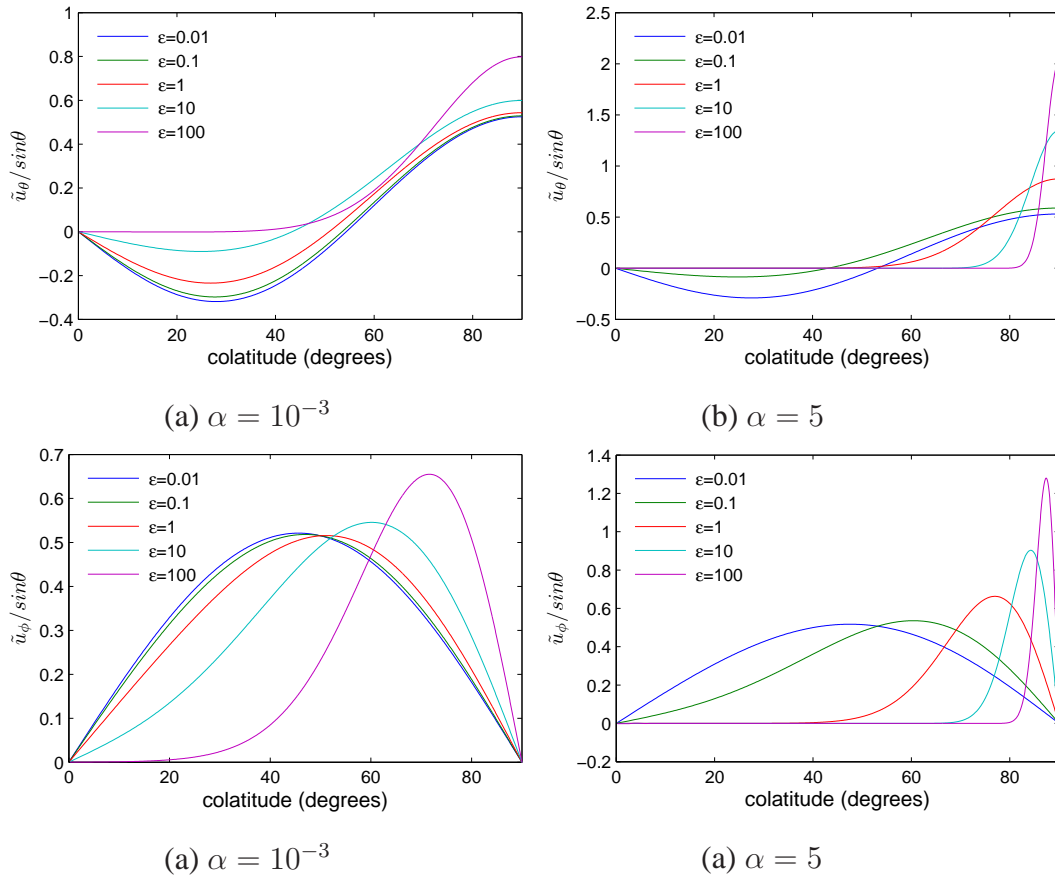 1
0.8
0.6
0.4
0.2
0
−0.2
−0.4
ε=0.01
ε=0.1
ε=1
ε=10
ε=100
ũ_θ/sinθ
0 20 40 60 80
colatitude (degrees)
(a) α = 10⁻³
2.5
2
1.5
1
0.5
0
−0.5
ε=0.01
ε=0.1
ε=1
ε=10
ε=100
ũ_θ/sinθ
0 20 40 60 80
colatitude (degrees)
(b) α = 5
0.7
0.6
0.5
0.4
0.3
0.2
0.1
0
ε=0.01
ε=0.1
ε=1
ε=10
ε=100
ũ_ϕ/sinθ
0 20 40 60 80
colatitude (degrees)
(a) α = 10⁻³
1.4
1.2
1
0.8
0.6
0.4
0.2
0
−0.2
ε=0.01
ε=0.1
ε=1
ε=10
ε=100
ũ_ϕ/sinθ
0 20 40 60 80
colatitude (degrees)
(a) α = 5